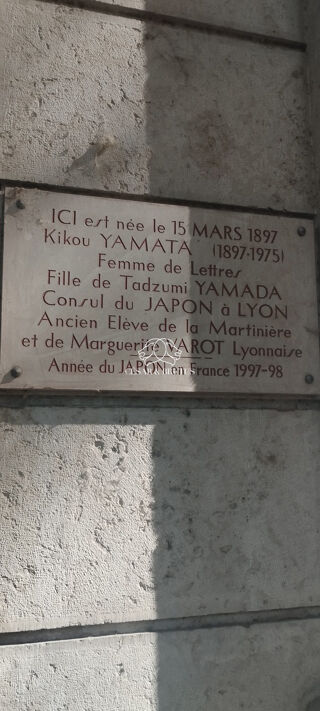 ICI est née le 15 MARS 1897
Kikou YAMATA (1897-1975)
Femme de Lettres
Fille de Tadzumi YAMADA
Consul du JAPON à LYON
Ancien Elève de la Martinière
et de Marguerite VAROT Lyonnaise
Année du JAPON en France 1997-98